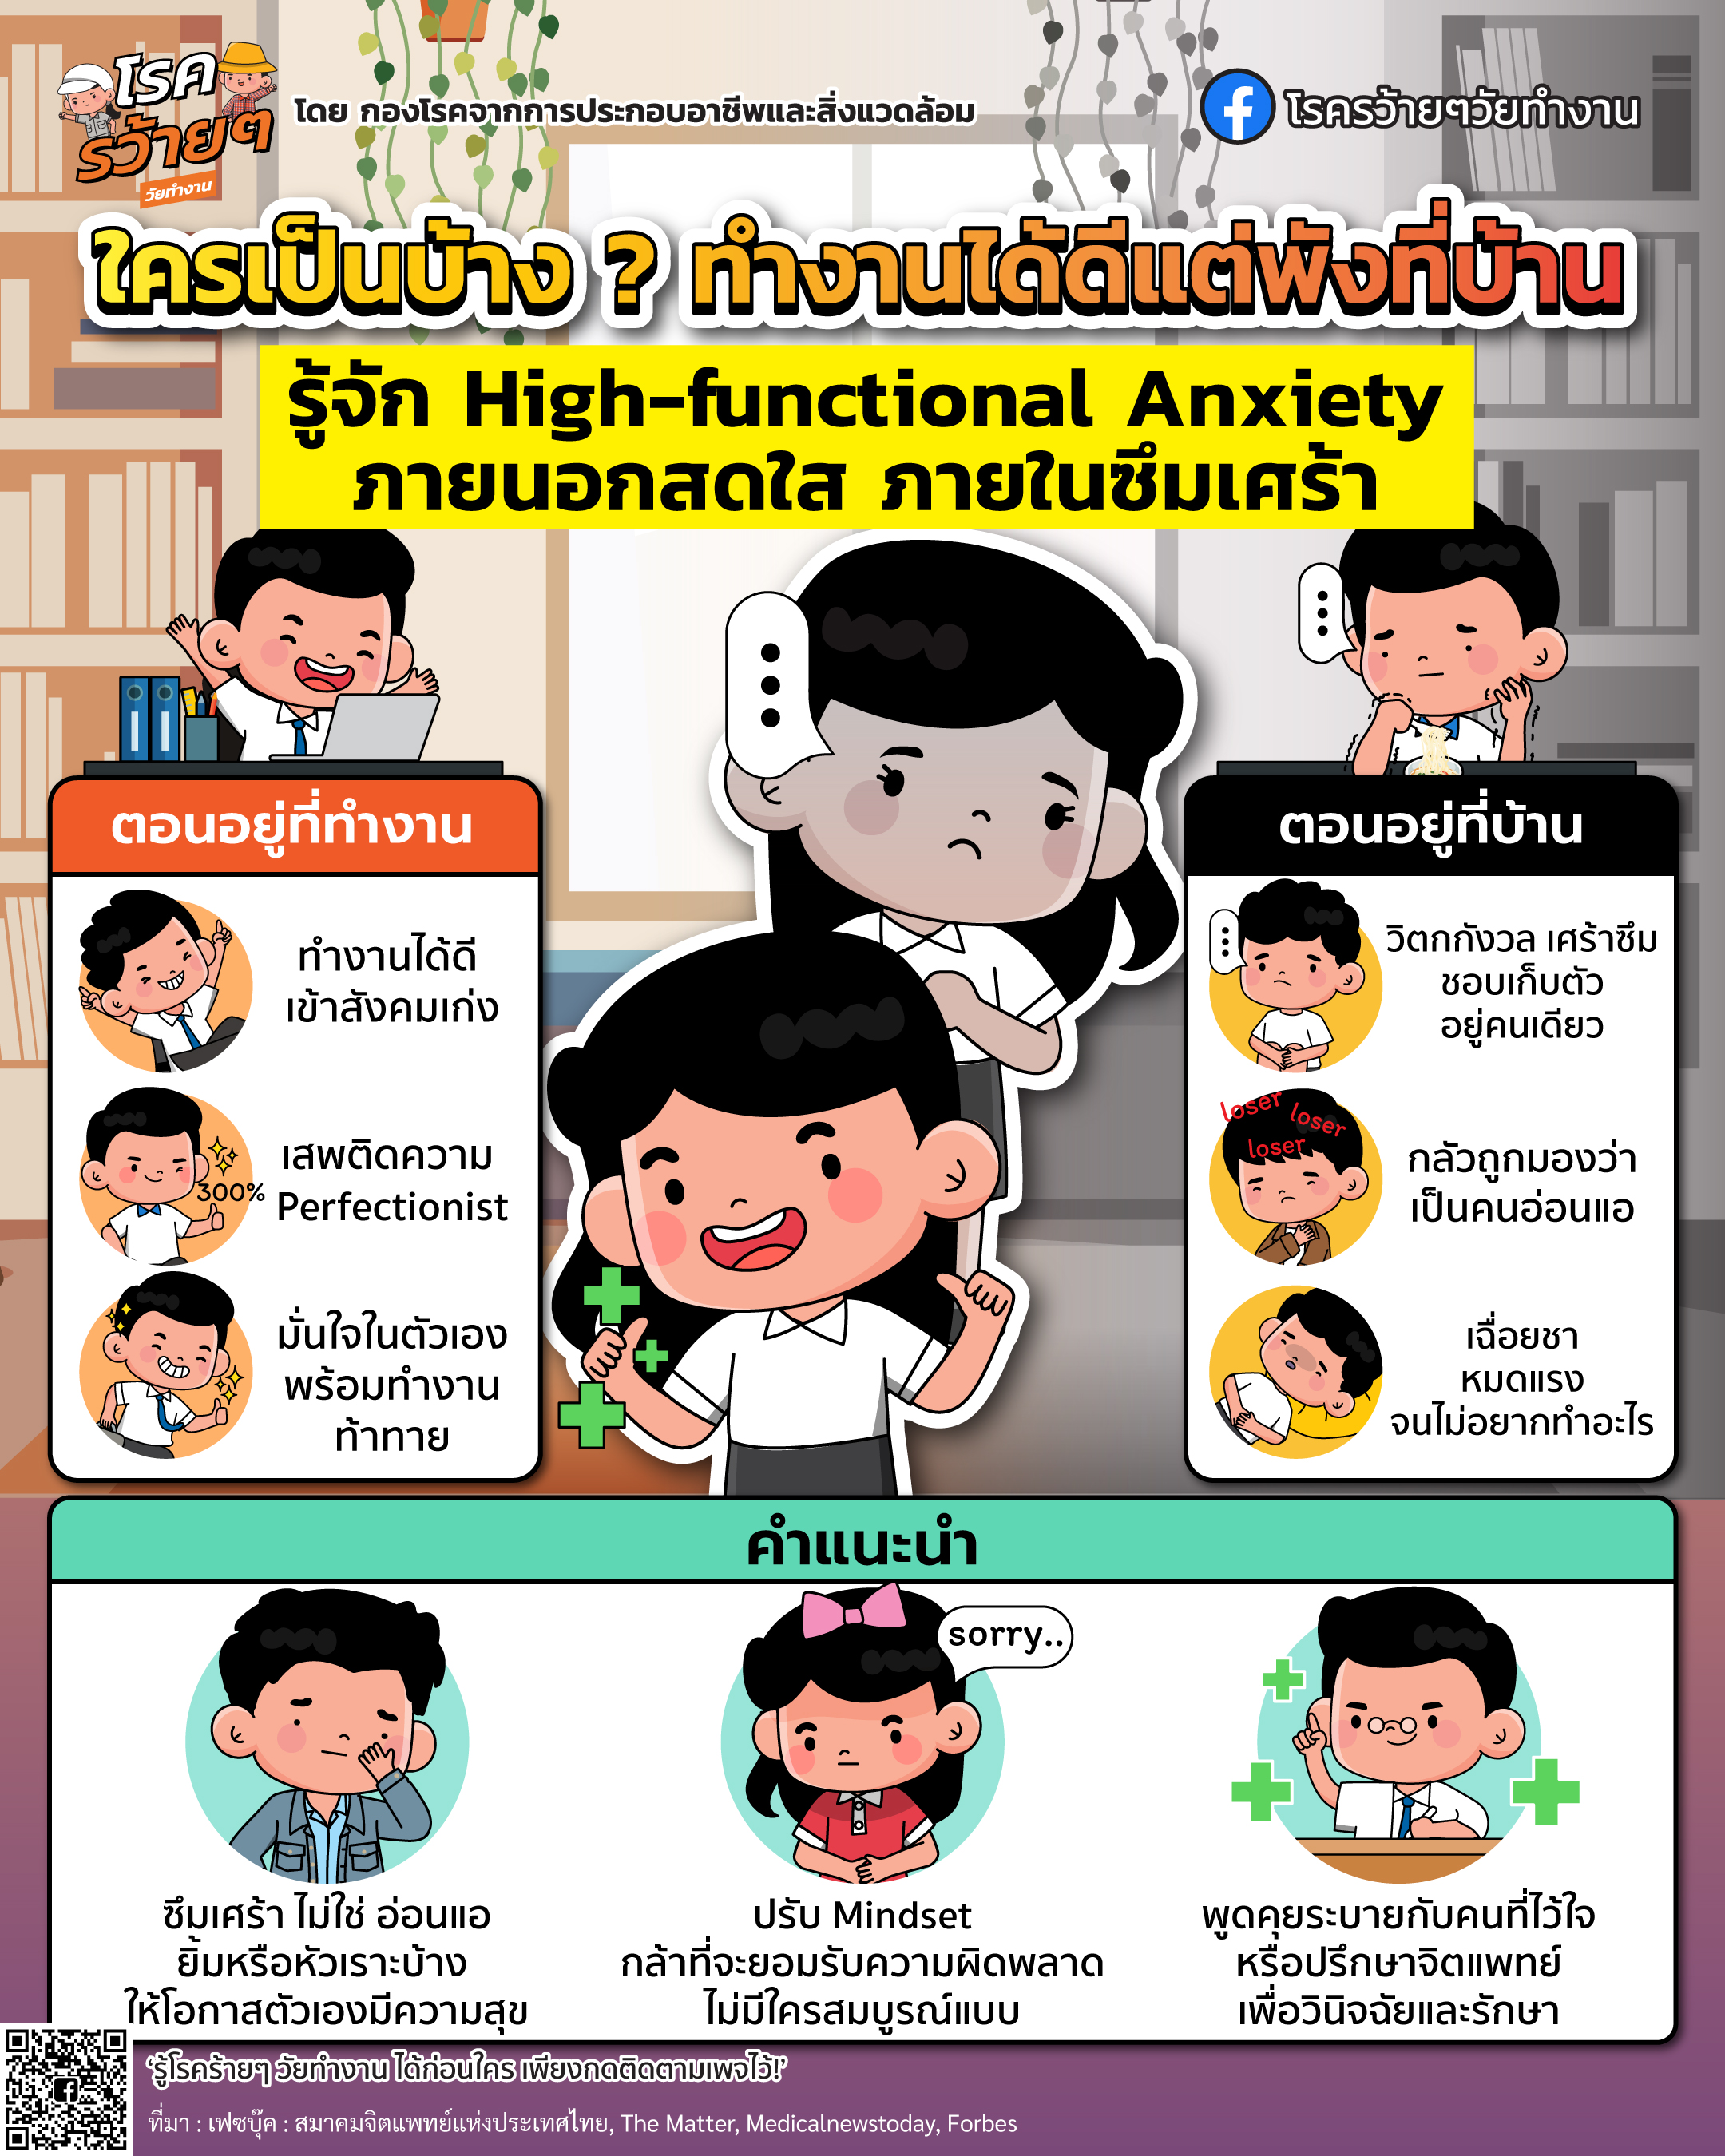 โรค
รว้ายๆ
วัยทำงาน
โดย กองโรคจากการประกอบอาชีพและสิ่งแวดล้อม
โรครว้ายๆวัยทำงาน
ใครเป็นบ้าง ? ทำงานได้ดีแต่พังที่บ้าน
รู้จัก High-functional Anxiety
ภายนอกสดใส ภายในซึมเศร้า
ตอนอยู่ที่ทำงาน
ทำงานได้ดี
เข้าสังคมเก่ง
300%
เสพติดความ
Perfectionist
มั่นใจในตัวเอง
พร้อมทำงาน
ท้าทาย
ตอนอยู่ที่บ้าน
วิตกกังวล เศร้าซึม
ชอบเก็บตัว
อยู่คนเดียว
loser
loser
loser
กลัวถูกมองว่า
เป็นคนอ่อนแอ
เฉื่อยชา
หมดแรง
จนไม่อยากทำอะไร
คำแนะนำ
ซึมเศร้า ไม่ใช่ อ่อนแอ
ยิ้มหรือหัวเราะบ้าง
ให้โอกาสตัวเองมีความสุข
sorry..
ปรับ Mindset
กล้าที่จะยอมรับความผิดพลาด
ไม่มีใครสมบูรณ์แบบ
พูดคุยระบายกับคนที่ไว้ใจ
หรือปรึกษาจิตแพทย์
เพื่อวินิจฉัยและรักษา
‘รู้โรคร้ายๆ วัยทำงาน ได้ก่อนใคร เพียงกดติดตามเพจไว้!’
ที่มา : เฟซบุ๊ค : สมาคมจิตแพทย์แห่งประเทศไทย, The Matter, Medicalnewstoday, Forbes